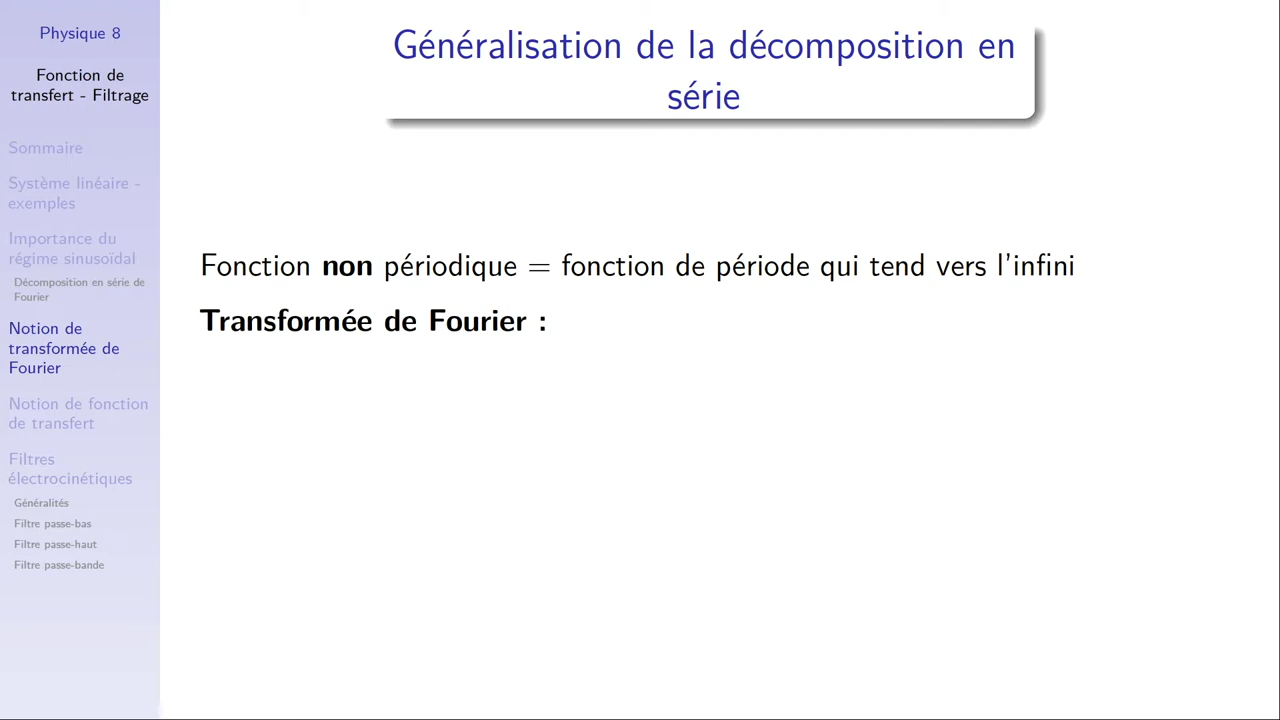 Physique 8
Fonction de
transfert - Filtrage
Sommaire
Système linéaire -
exemples
Importance du
régime sinusoïdal
Décomposition en série de
Fourier
Notion de
transformée de
Fourier
Notion de fonction
de transfert
Filtres
électrocinétiques
Généralités
Filtre passe-bas
Filtre passe-haut
Filtre passe-bande
Généralisation de la décomposition en
série
Fonction non périodique = fonction de période qui tend vers l'infini
Transformée de Fourier :